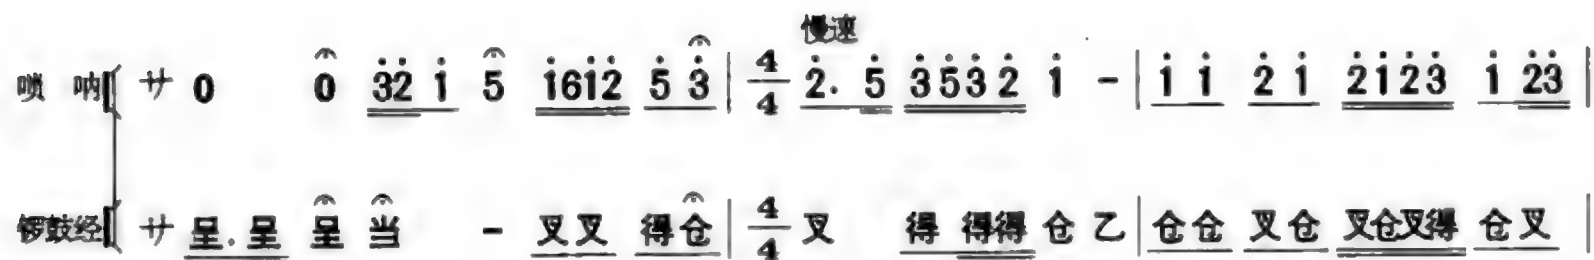 慢速
唢呐 サ 0 0 32 1 5 1612 5 3 | 4/4 2. 5 3532 1 - | 1 1 2 1 2123 1 23 |
锣鼓经 サ 呈. 呈 呈 当 - 叉叉 得仓 | 4/4 叉 得 得得 仓 乙 | 仓仓 叉仓 叉仓叉得 仓叉 |